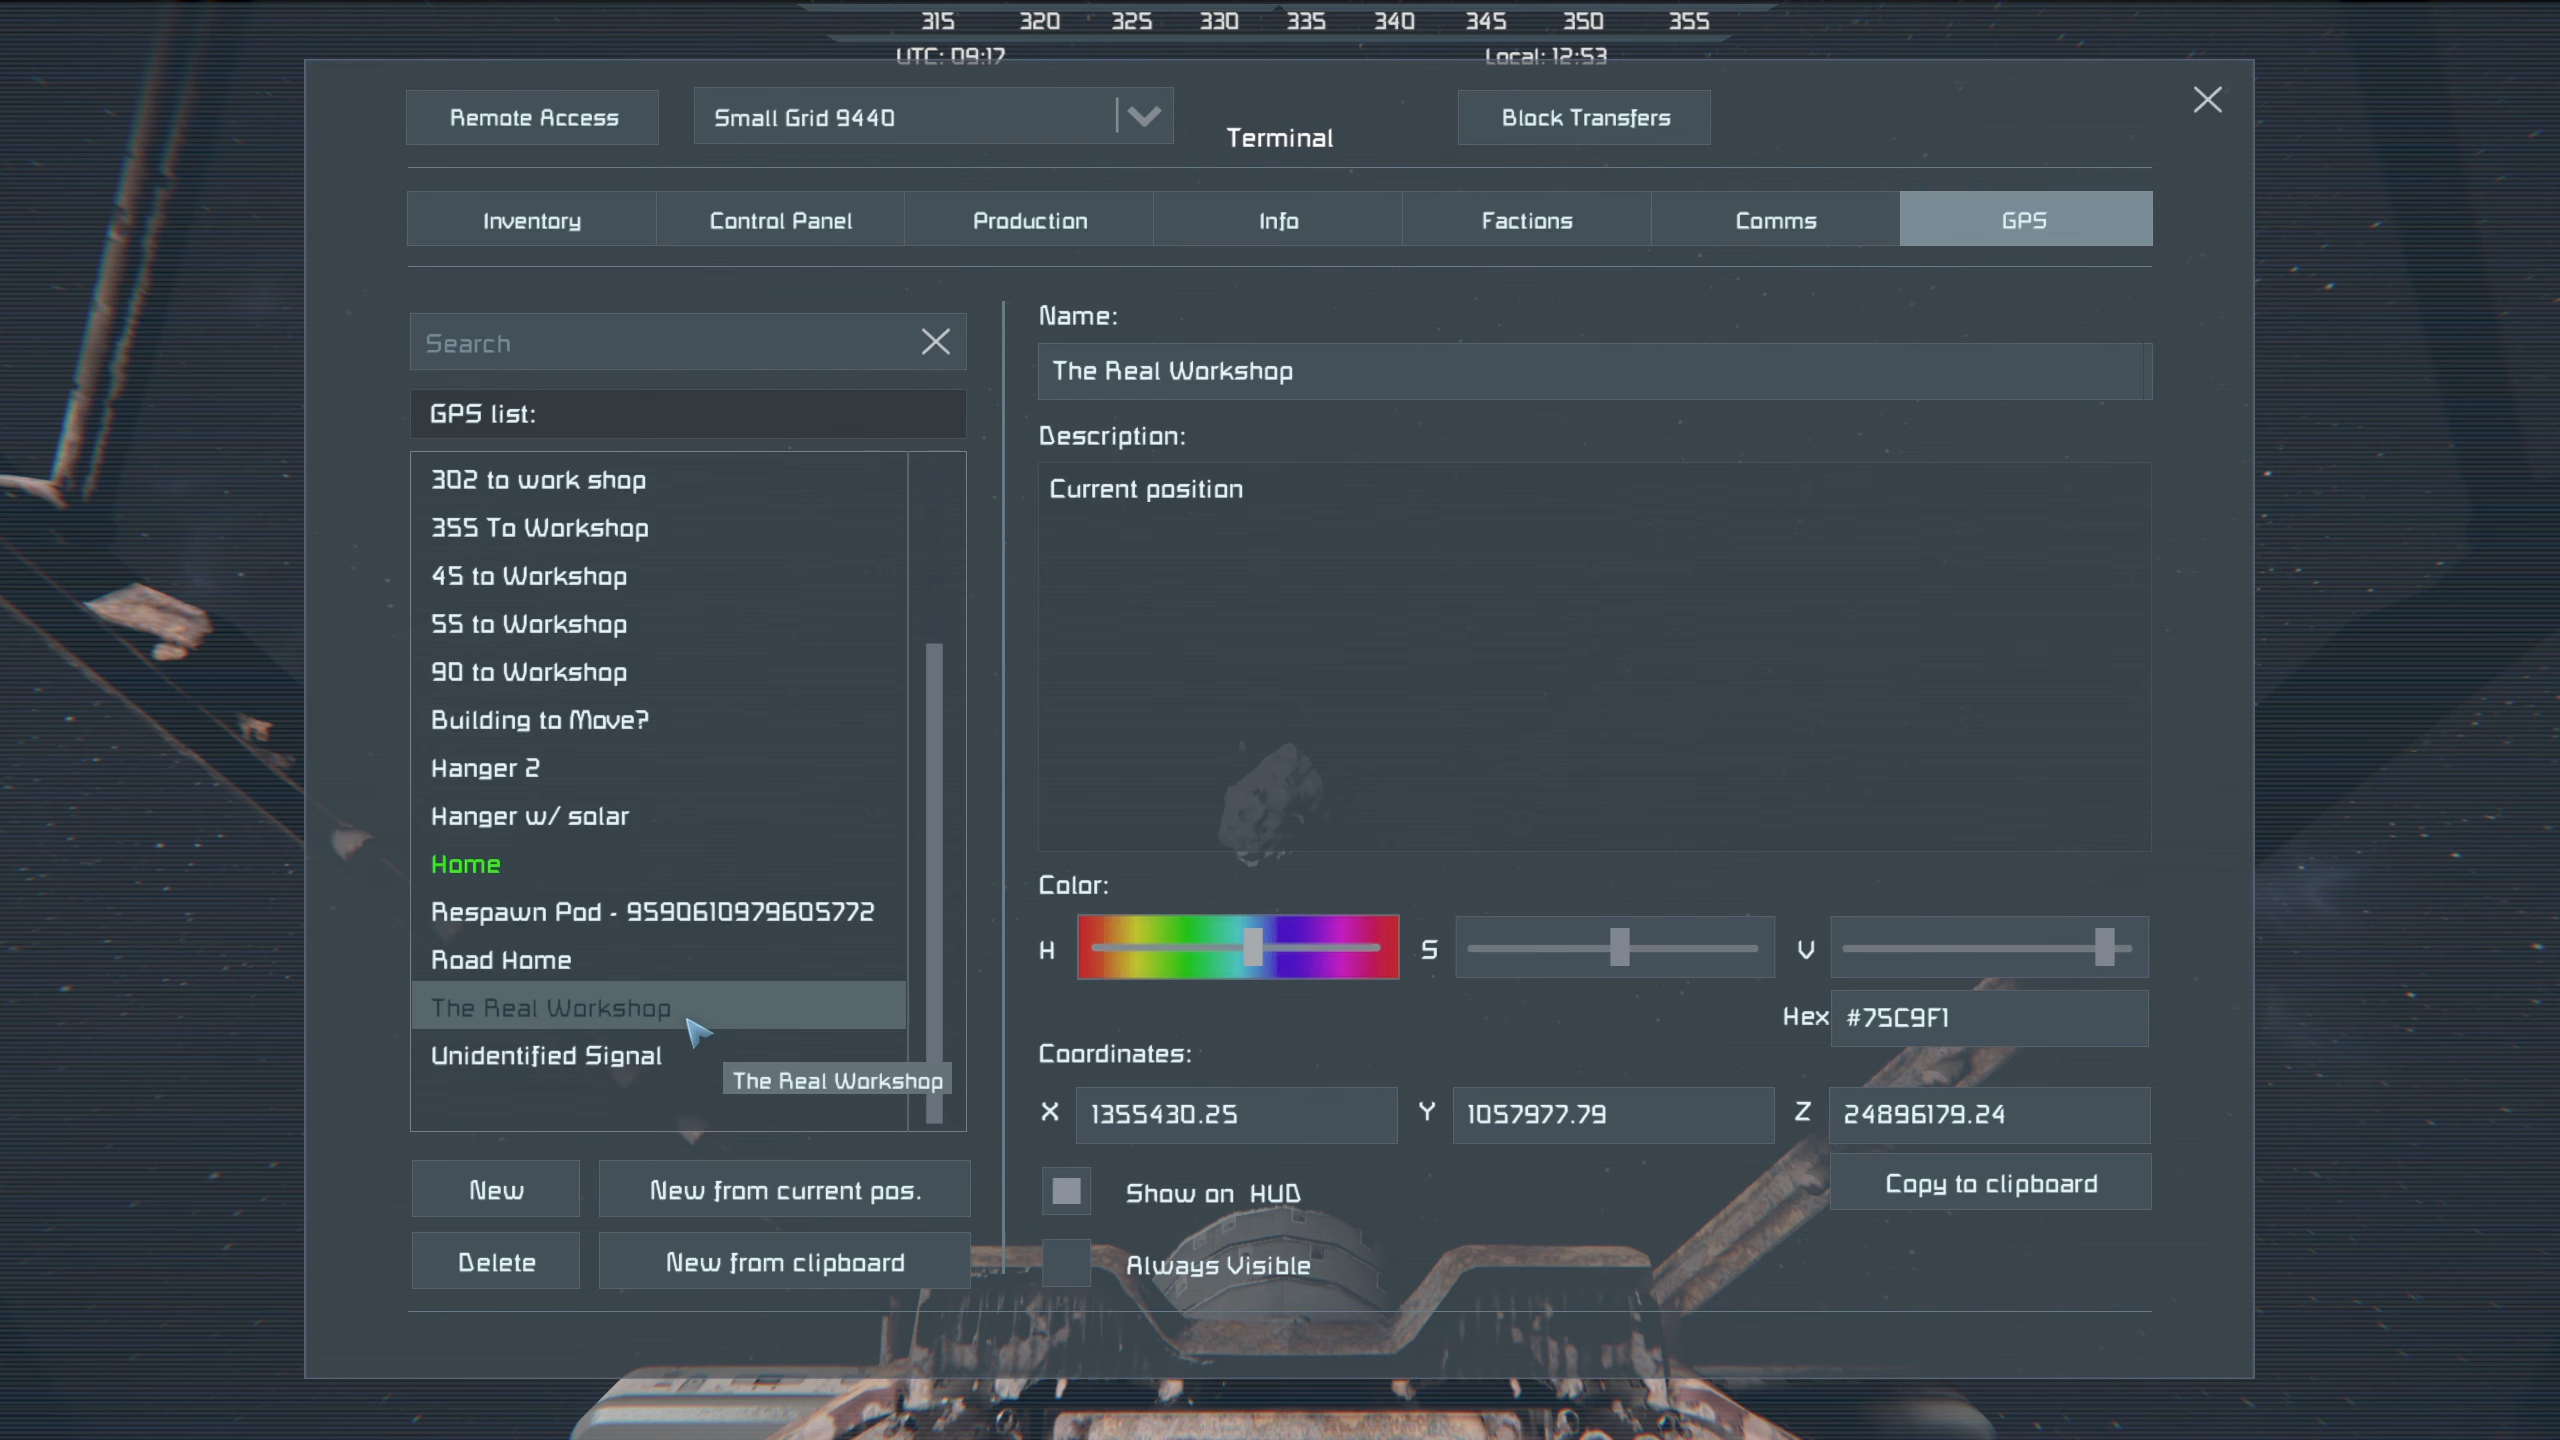 315 320 325 330 335 340 345 350 355
UTC: 09:17 Local: 12:53
Remote Access Small Grid 9440 Terminal Block Transfers
Inventory Control Panel Production Info Factions Comms GPS
Search
GPS list:
302 to work shop
355 To Workshop
45 to Workshop
55 to Workshop
90 to Workshop
Building to Move?
Hanger 2
Hanger w/ solar
Home
Respawn Pod - 95906109796057​72
Road Home
The Real Workshop
Unidentified Signal
The Real Workshop
New New from current pos.
Delete New from clipboard
Name:
The Real Workshop
Description:
Current position
Color:
H S V
Hex #75C9F1
Coordinates:
X 1355430.25 Y 1057977.79 Z 24896179.24
Show on HUD
Copy to clipboard
Always Visible